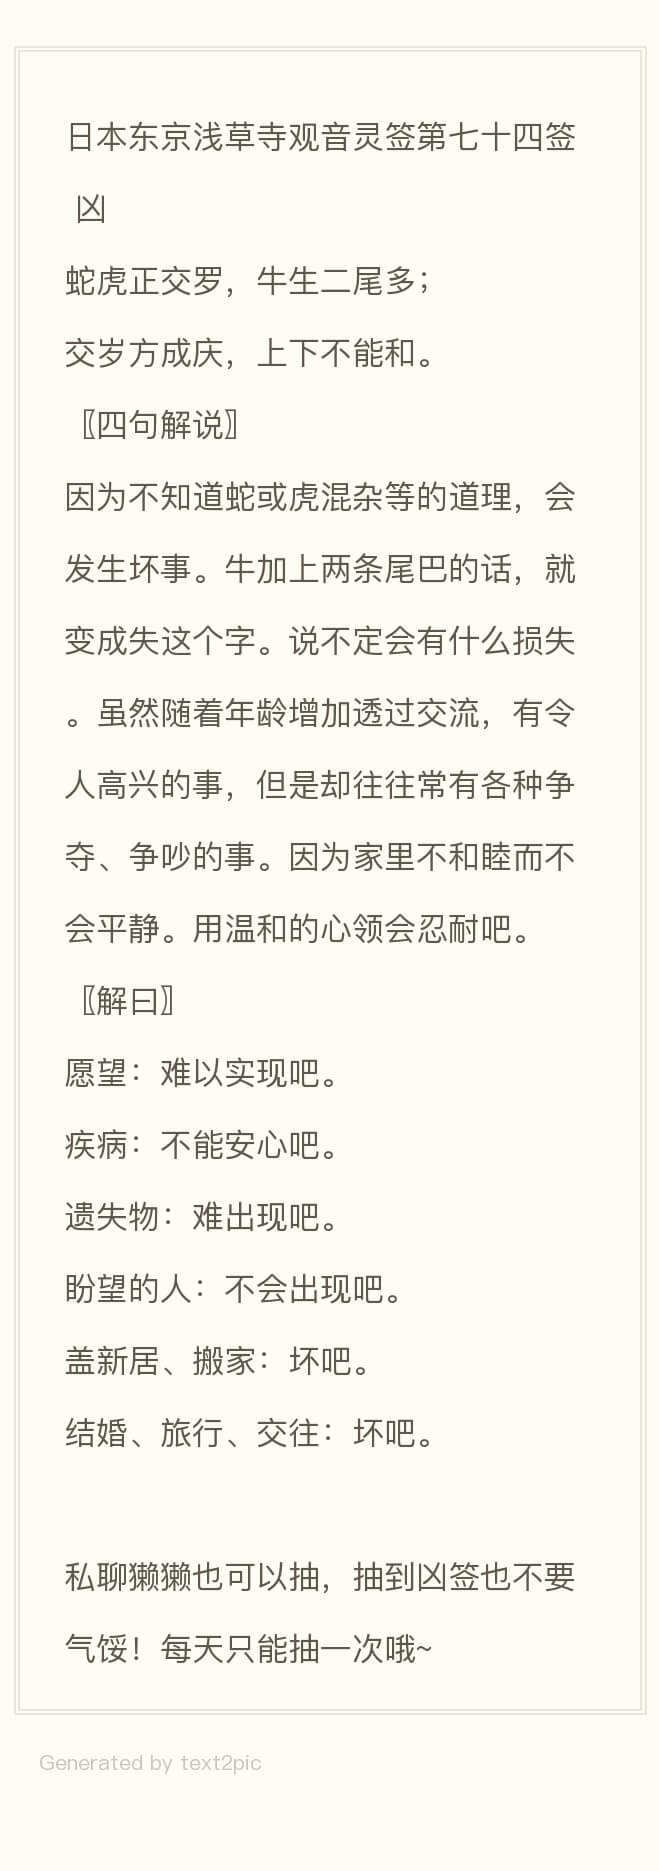 日本东京浅草寺观音灵签第七十四签
凶
蛇虎正交罗，牛生二尾多；
交岁方成庆，上下不能和。
〖四句解说〗
因为不知道蛇或虎混杂等的道理，会
发生坏事。牛加上两条尾巴的话，就
变成失这个字。说不定会有什么损失
。虽然随着年龄增加透过交流，有令
人高兴的事，但是却往往常有各种争
夺、争吵的事。因为家里不和睦而不
会平静。用温和的心领会忍耐吧。
〖解曰〗
愿望：难以实现吧。
疾病：不能安心吧。
遗失物：难出现吧。
盼望的人：不会出现吧。
盖新居、搬家：坏吧。
结婚、旅行、交往：坏吧。
私聊獭獭也可以抽，抽到凶签也不要
气馁！每天只能抽一次哦~
Generated by text2pic